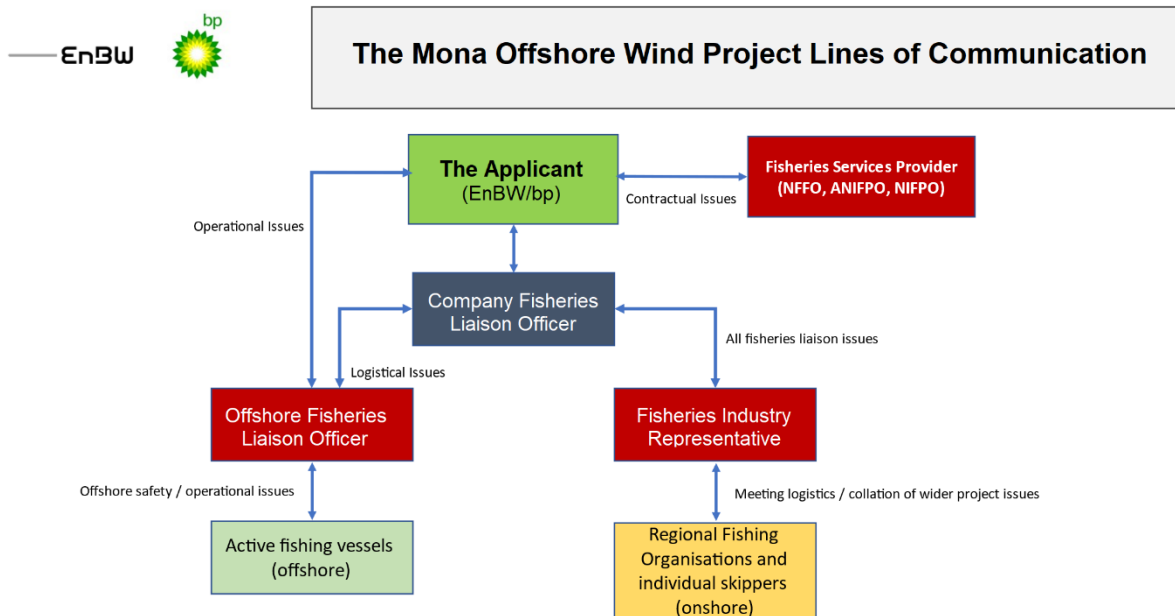 EnBW
bp
The Mona Offshore Wind Project Lines of Communication
The Applicant
(EnBW/bp)
Fisheries Services Provider
(NFFO, ANIFPO, NIFPO)
Contractual Issues
Operational Issues
Company Fisheries
Liaison Officer
All fisheries liaison issues
Logistical Issues
Offshore Fisheries
Liaison Officer
Fisheries Industry
Representative
Offshore safety / operational issues
Meeting logistics / collation of wider project issues
Active fishing vessels
(offshore)
Regional Fishing
Organisations and
individual skippers
(onshore)